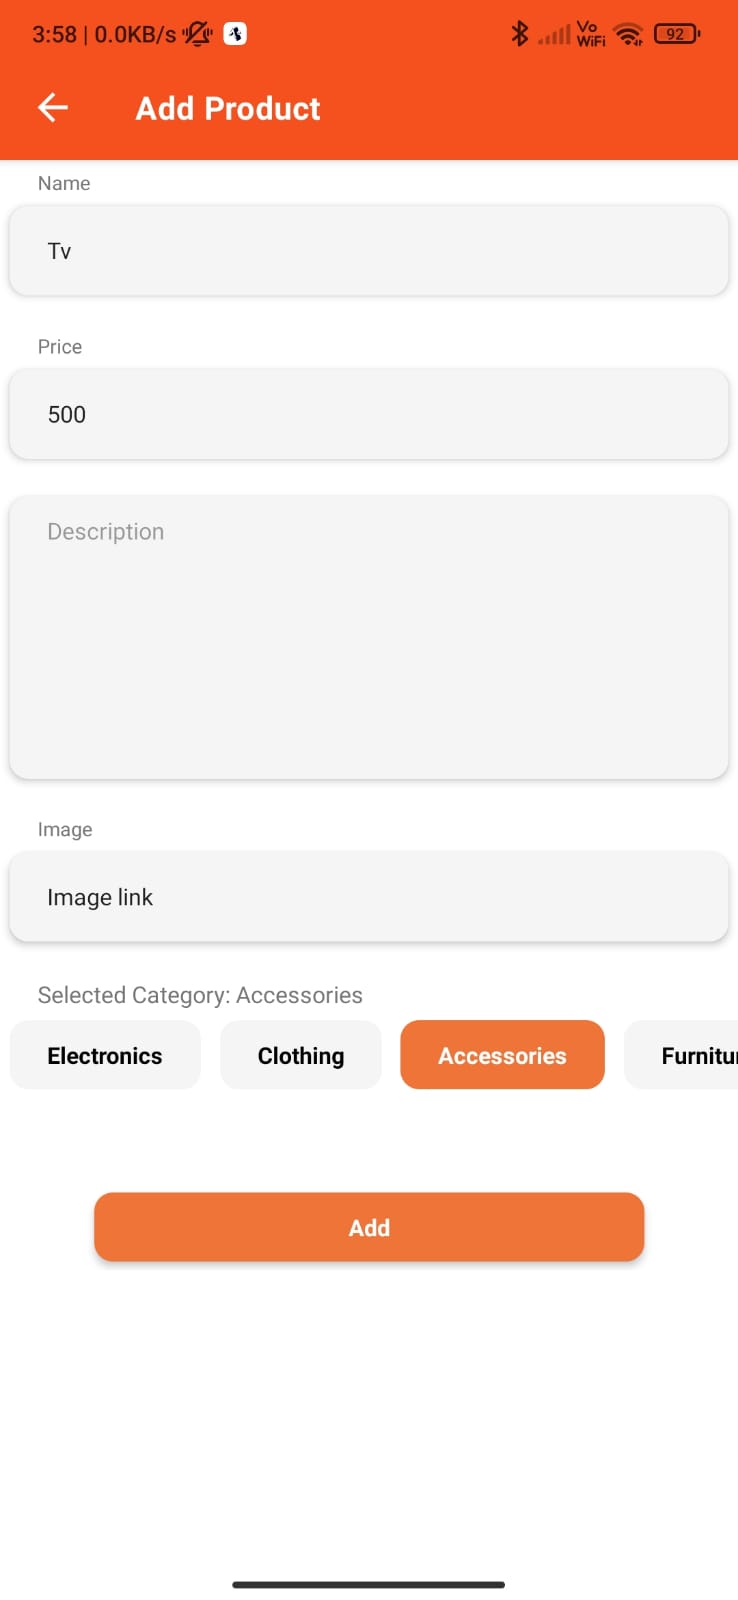 3:58 | 0.0KB/s Vo WiFi 92
Add Product
Name
Tv
Price
500
Description
Image
Image link
Selected Category: Accessories
Electronics Clothing Accessories Furnitu
Add